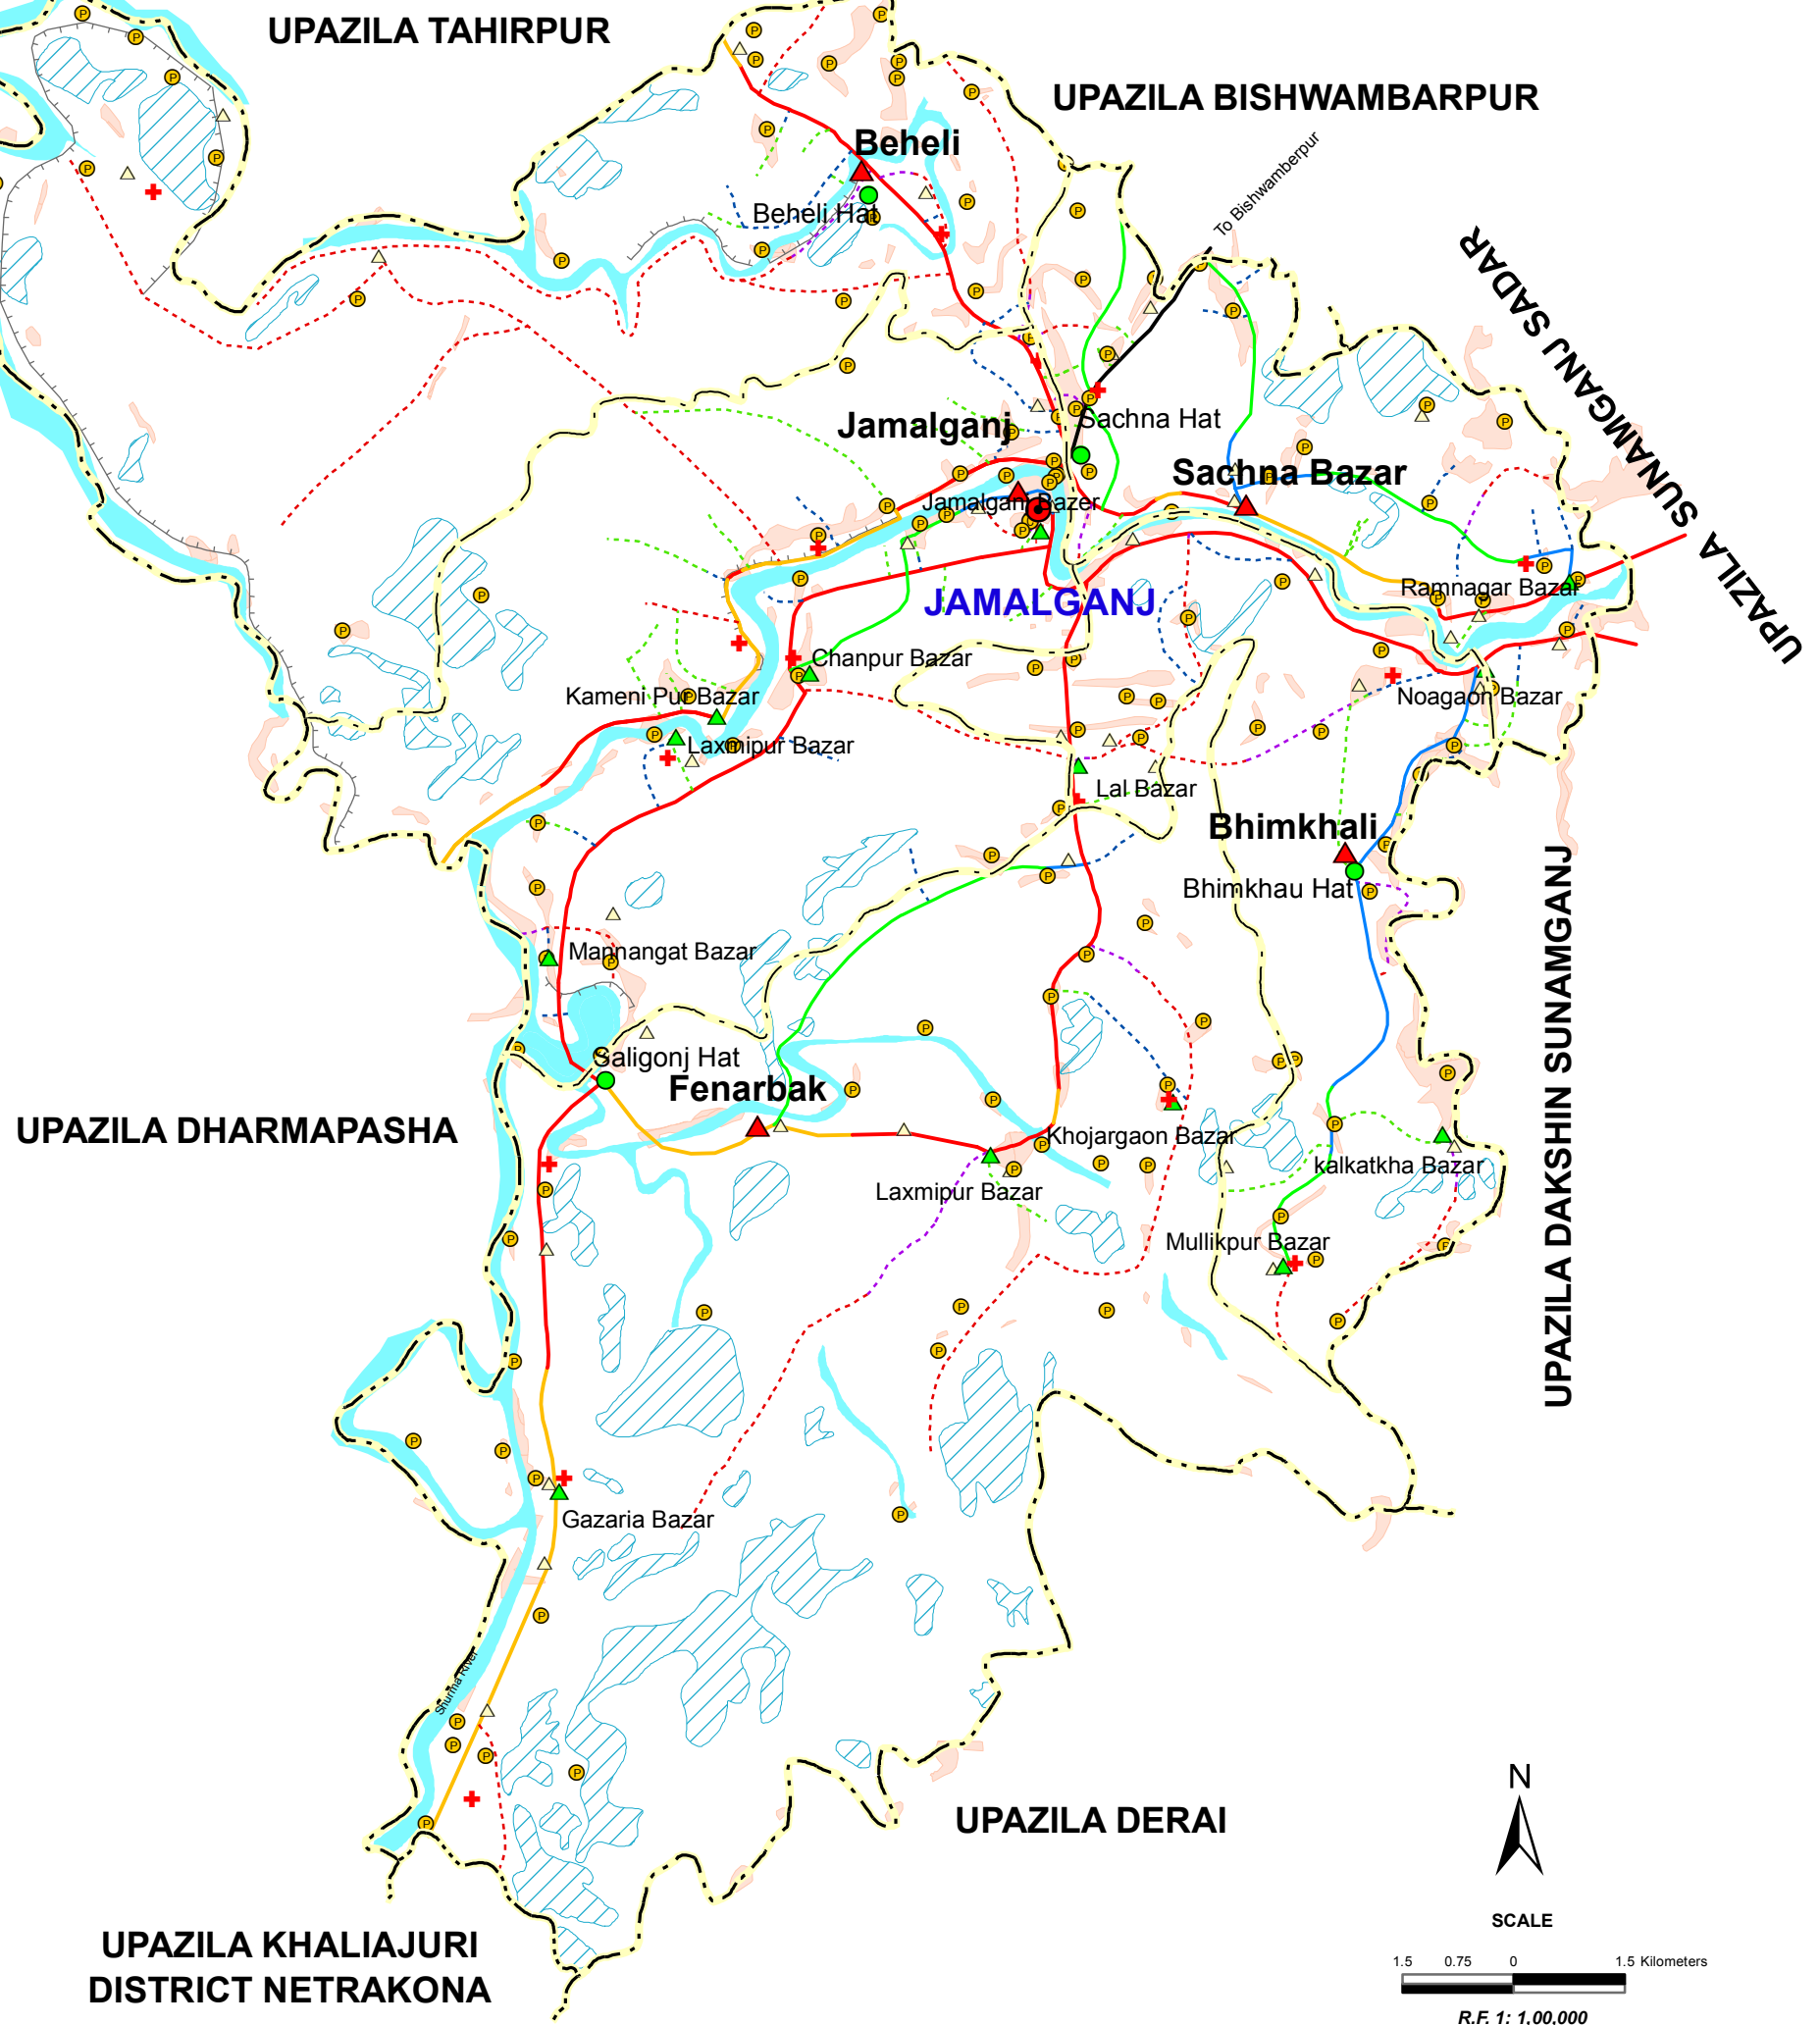 UPAZILA TAHIRPUR
UPAZILA BISHWAMBARPUR
To Bishwamberpur
Beheli
Beheli Hat
UPAZILA SUNAMGANJ SADAR
Jamalganj
Sachna Hat
Sachna Bazar
Jamalganj Bazer
Ramnagar Bazar
JAMALGANJ
Chanpur Bazar
Kameni Pur Bazar
Noagaon Bazar
Laxmipur Bazar
Lal Bazar
Bhimkhali
Bhimkhau Hat
Mannangat Bazar
Saligonj Hat
Fenarbak
UPAZILA DHARMAPASHA
UPAZILA DAKSHIN SUNAMGANJ
Khojargaon Bazar
kalkatkha Bazar
Laxmipur Bazar
Mullikpur Bazar
Gazaria Bazar
Shurma River
UPAZILA DERAI
N
SCALE
UPAZILA KHALIAJURI
DISTRICT NETRAKONA
1.5 0.75 0 1.5 Kilometers
R.F. 1: 1,00,000